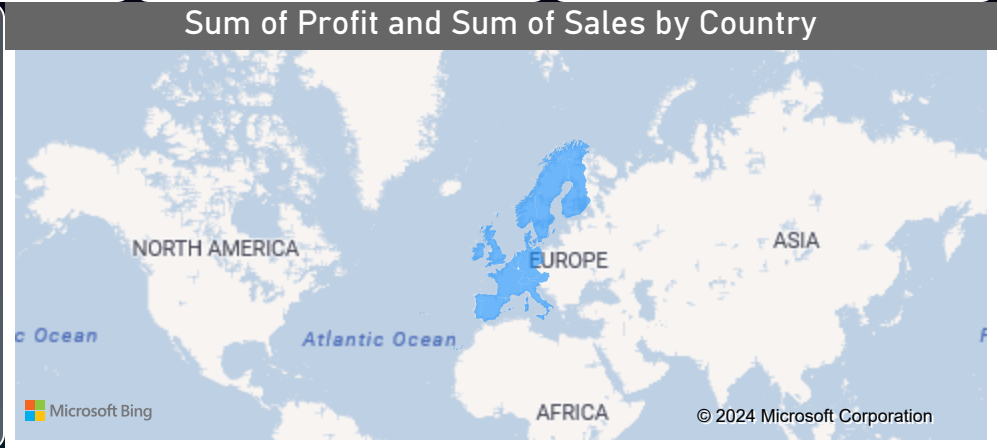 Sum of Profit and Sum of Sales by Country
NORTH AMERICA
EUROPE
ASIA
c Ocean
Atlantic Ocean
AFRICA
Microsoft Bing
© 2024 Microsoft Corporation